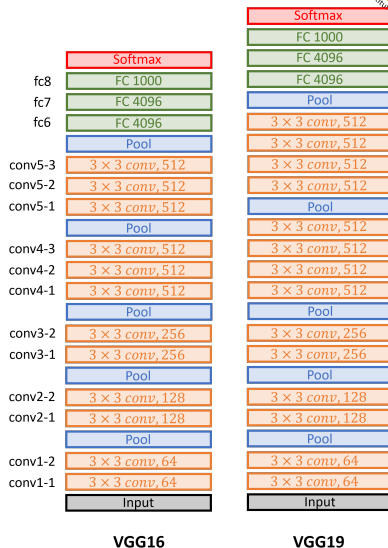 Softmax
FC 1000
FC 4096
FC 4096
Pool
3 × 3 conv, 512
3 × 3 conv, 512
3 × 3 conv, 512
3 × 3 conv, 512
Pool
3 × 3 conv, 512
3 × 3 conv, 512
3 × 3 conv, 512
3 × 3 conv, 512
Pool
3 × 3 conv, 256
3 × 3 conv, 256
Pool
3 × 3 conv, 128
3 × 3 conv, 128
Pool
3 × 3 conv, 64
3 × 3 conv, 64
Input
VGG19
Softmax
fc8 FC 1000
fc7 FC 4096
fc6 FC 4096
Pool
conv5-3 3 × 3 conv, 512
conv5-2 3 × 3 conv, 512
conv5-1 3 × 3 conv, 512
Pool
conv4-3 3 × 3 conv, 512
conv4-2 3 × 3 conv, 512
conv4-1 3 × 3 conv, 512
Pool
conv3-2 3 × 3 conv, 256
conv3-1 3 × 3 conv, 256
Pool
conv2-2 3 × 3 conv, 128
conv2-1 3 × 3 conv, 128
Pool
conv1-2 3 × 3 conv, 64
conv1-1 3 × 3 conv, 64
Input
VGG16